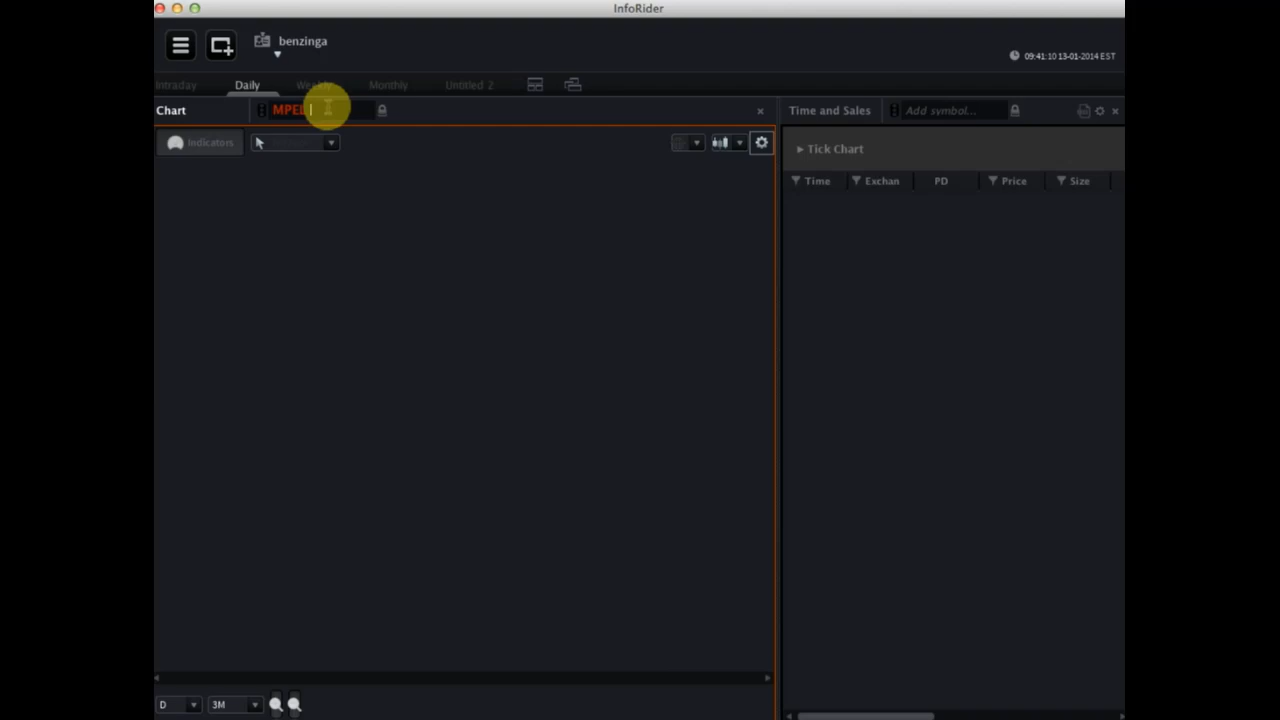 InfoRider
benzinga
09:41:10 13-01-2014 EST
Intraday Daily Weekly Monthly Untitled 2
Chart MPEL Time and Sales Add symbol...
Indicators
Tick Chart
Time Exchan PD Price Size
D 3M